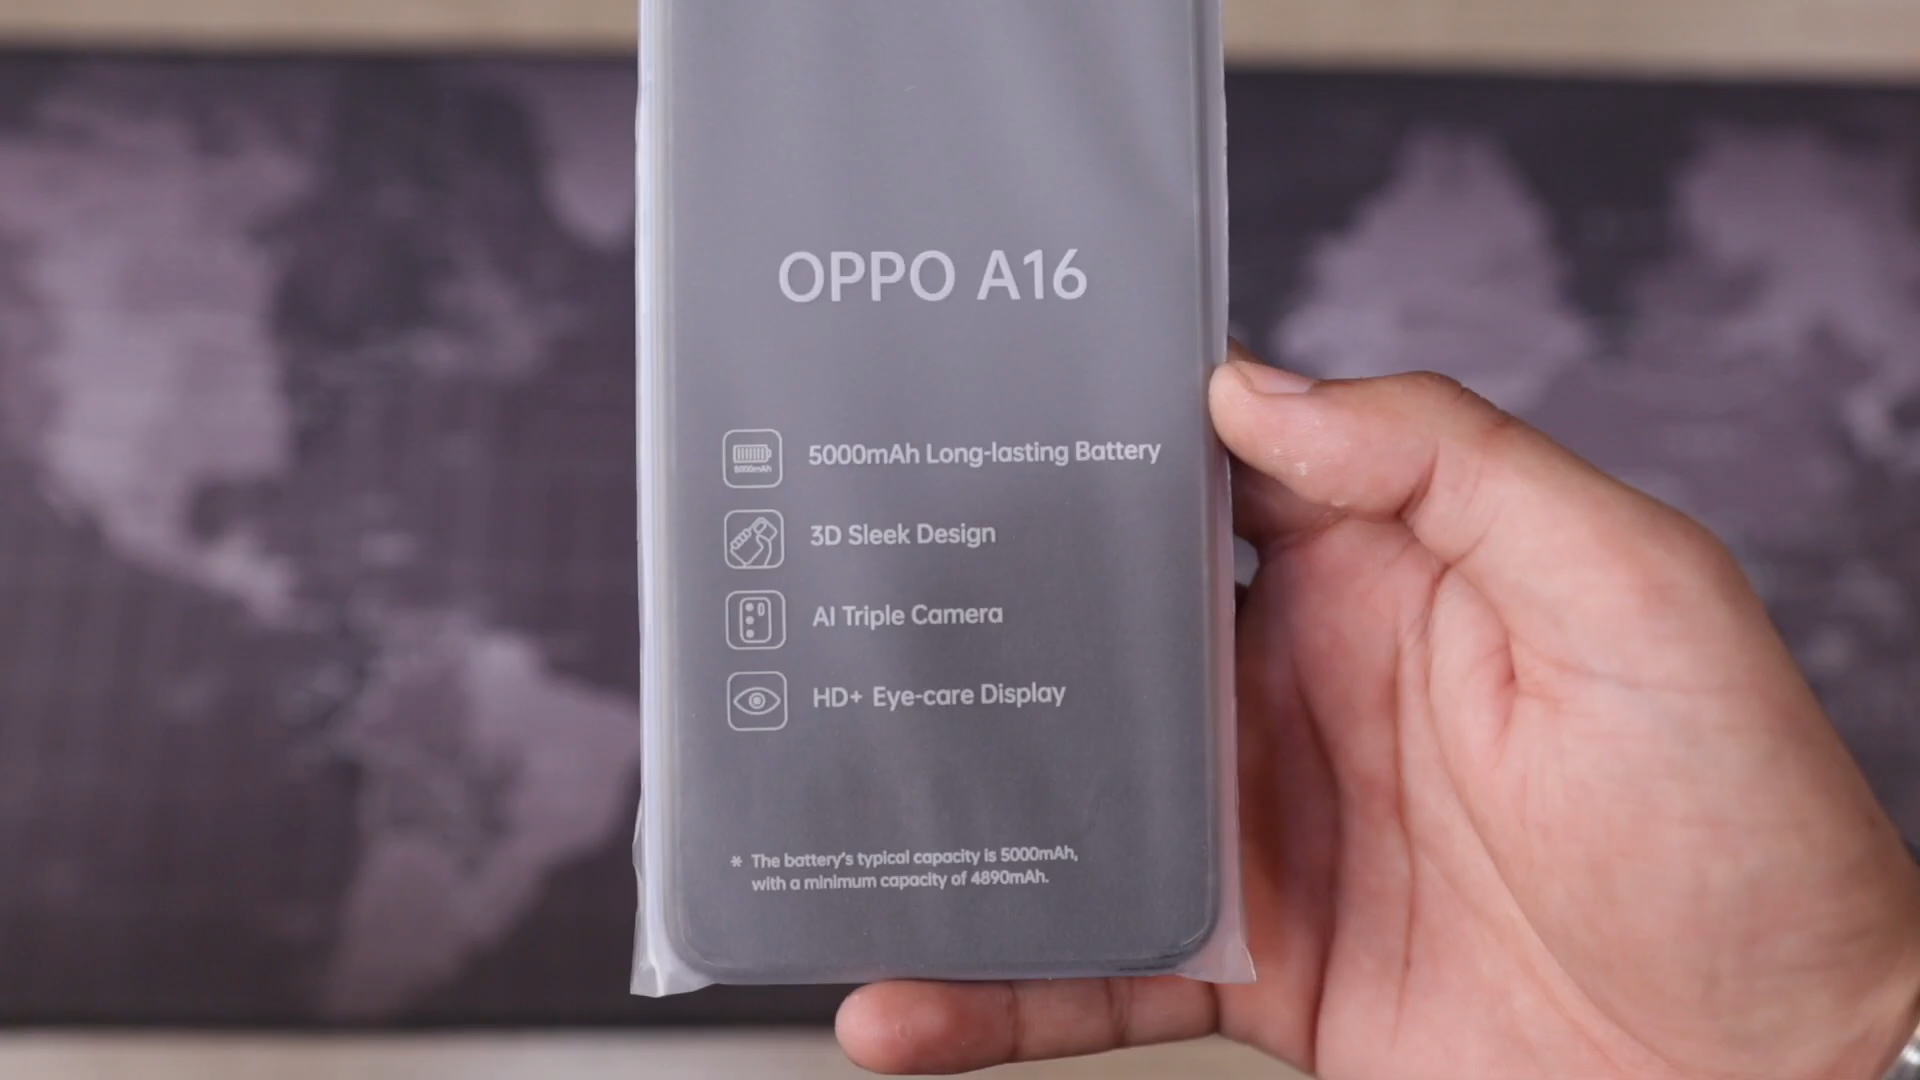 OPPO A16
5000mAh
5000mAh Long-lasting Battery
3D Sleek Design
AI Triple Camera
HD+ Eye-care Display
* The battery's typical capacity is 5000mAh,
with a minimum capacity of 4890mAh.